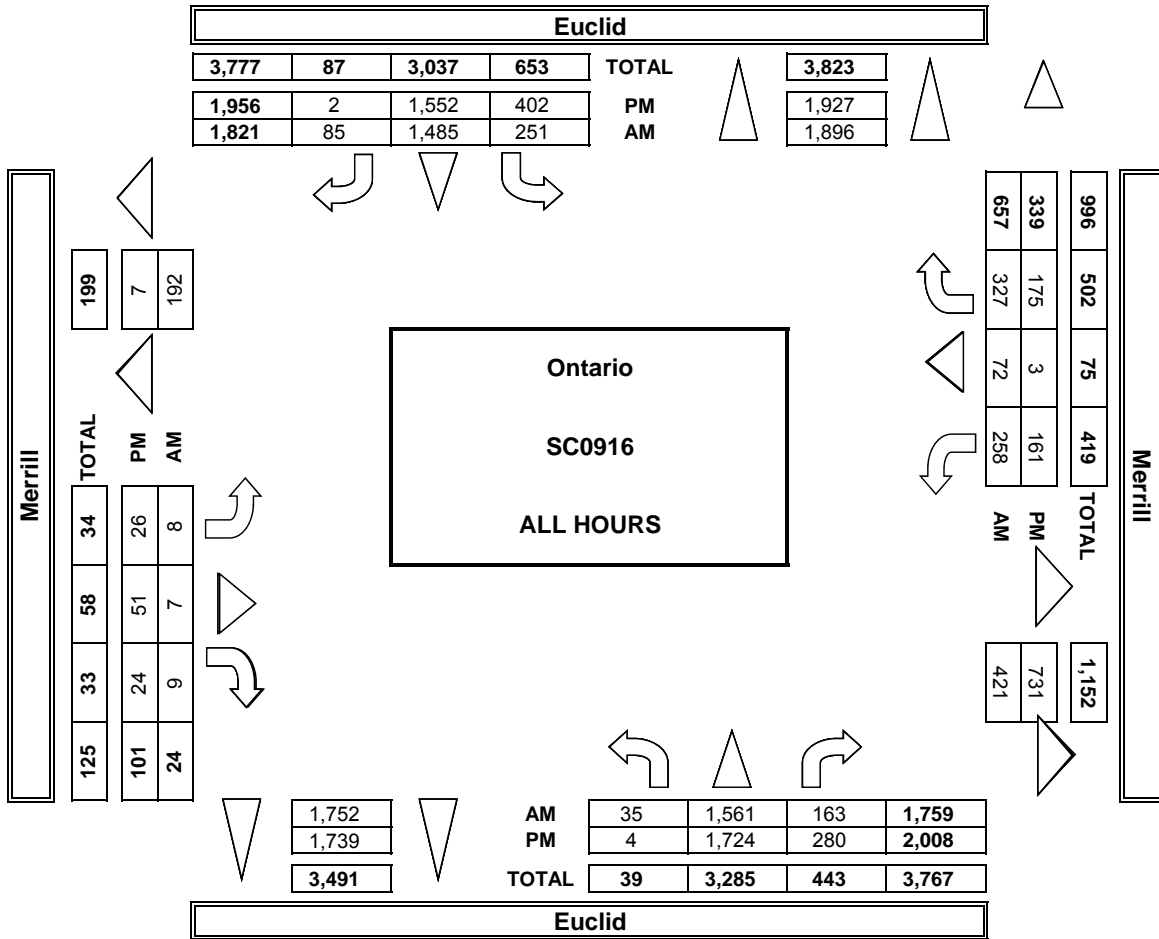 Euclid
3,777 87 3,037 653 TOTAL 3,823
1,956 2 1,552 402 PM 1,927
1,821 85 1,485 251 AM 1,896
Merrill
199 7 192
TOTAL PM AM
34 26 8
58 51 7
33 24 9
125 101 24
Ontario
SC0916
ALL HOURS
657 339 996
327 175 502
72 3 75
258 161 419
AM PM TOTAL
421 731 1,152
Merrill
1,752 AM 35 1,561 163 1,759
1,739 PM 4 1,724 280 2,008
3,491 TOTAL 39 3,285 443 3,767
Euclid